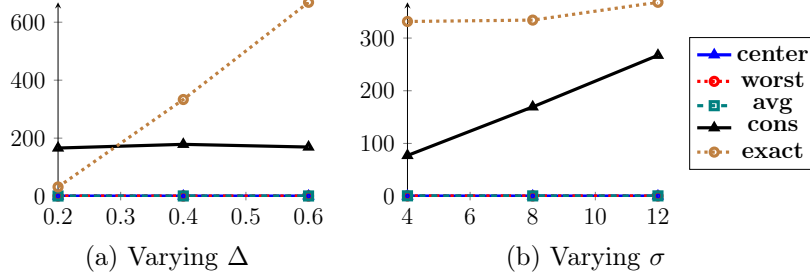 600
400
200
0
0.2 0.3 0.4 0.5 0.6
(a) Varying Δ
300
200
100
0
4 6 8 10 12
(b) Varying σ
center
worst
avg
cons
exact